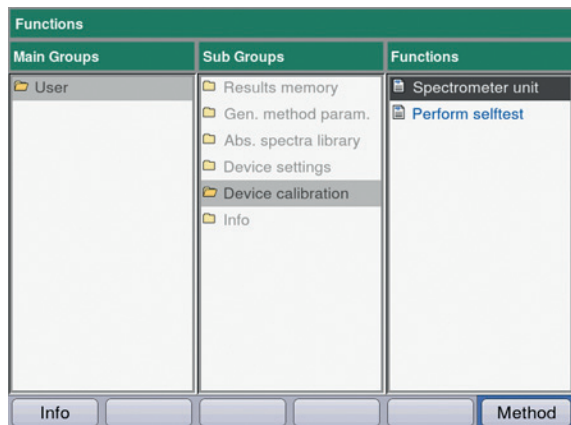 Functions
Main Groups
Sub Groups
Functions
User
Results memory
Gen. method param.
Abs. spectra library
Device settings
Device calibration
Info
Spectrometer unit
Perform selftest
Info
Method